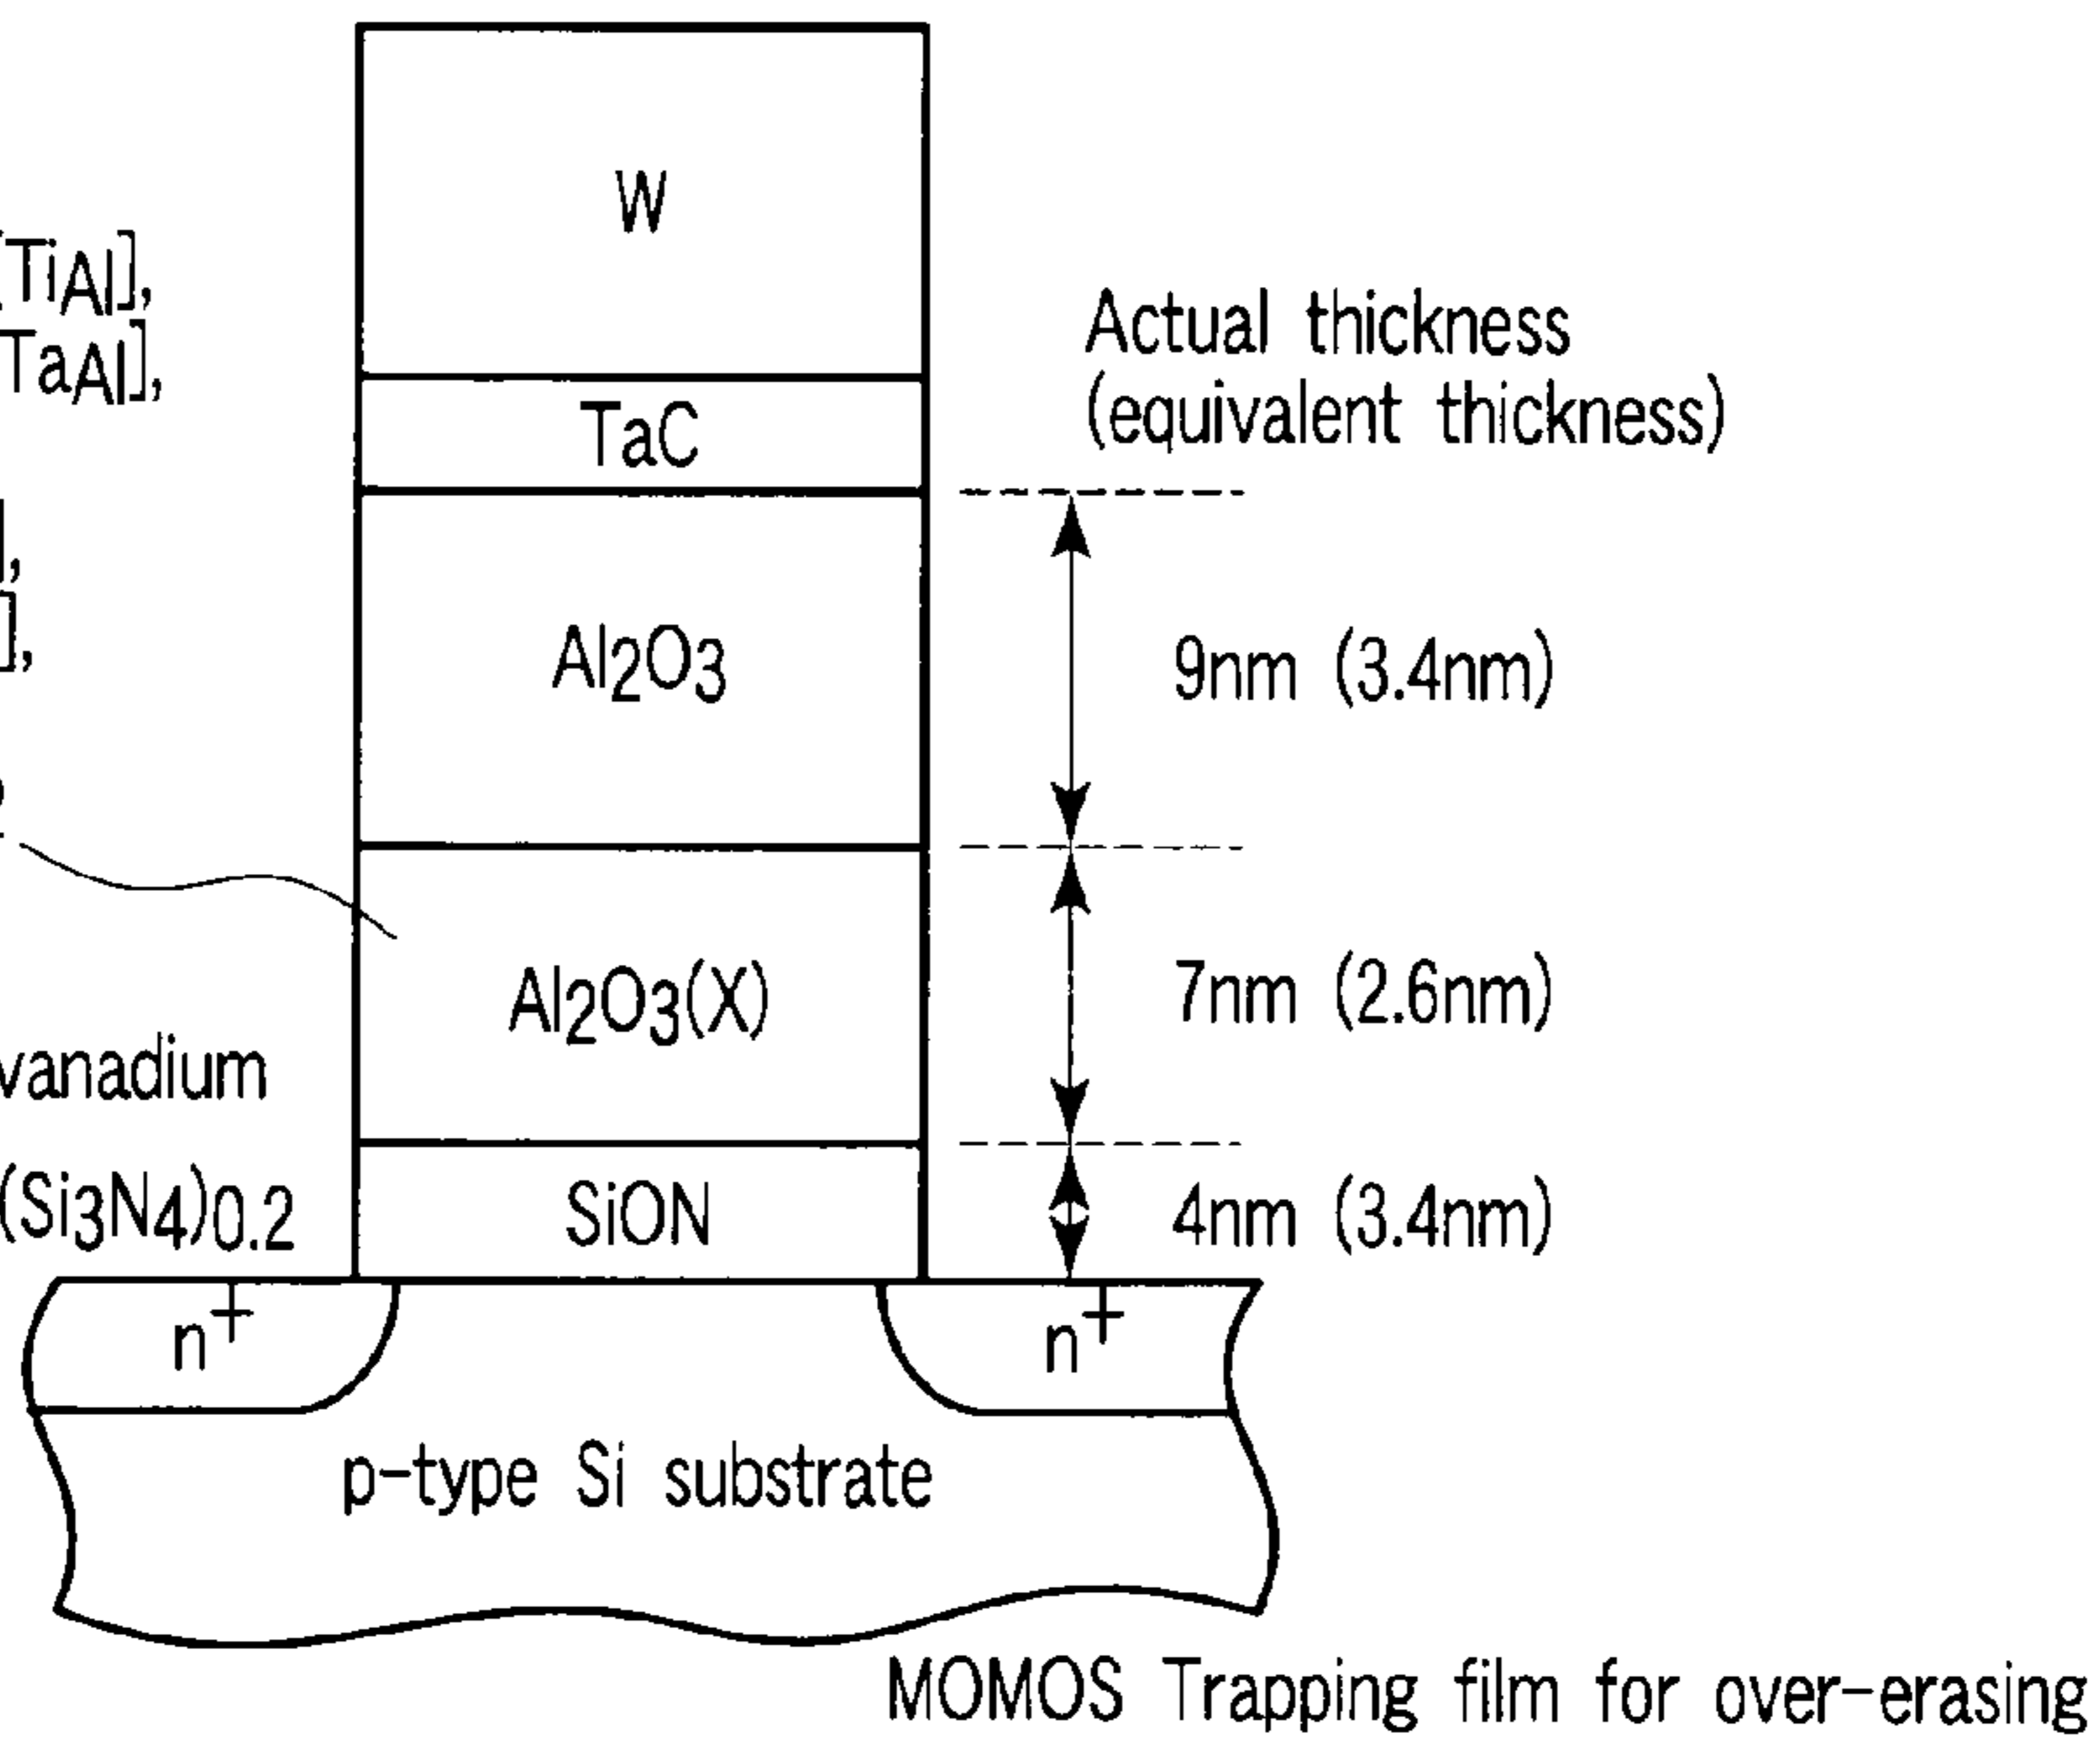 W
[TiAl],
TaAl],
Actual thickness
(equivalent thickness)
TaC
],
],
Al2O3
9nm (3.4nm)
Al2O3(X)
7nm (2.6nm)
vanadium
(Si3N4)0.2
SiON
4nm (3.4nm)
n+
n+
p-type Si substrate
MOMOS Trapping film for over-erasing